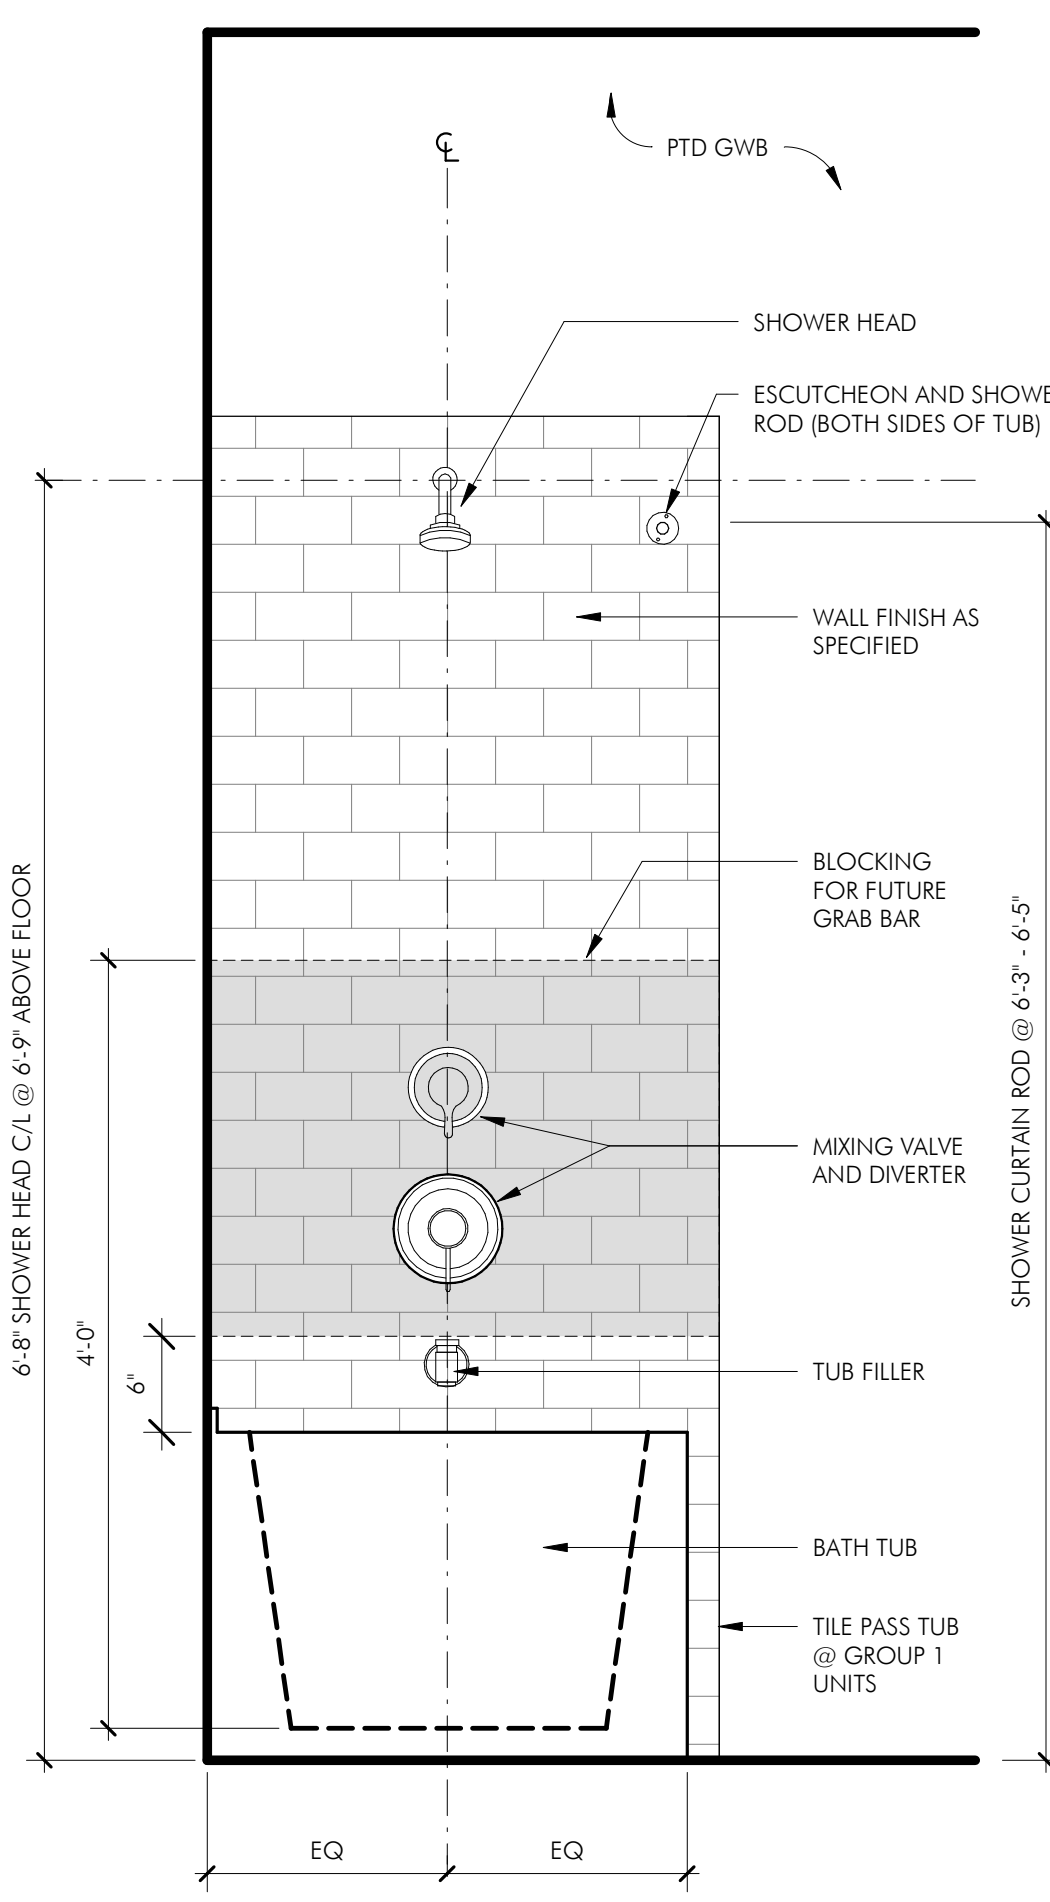 ℄
PTD GWB
SHOWER HEAD
ESCUTCHEON AND SHOWE
ROD (BOTH SIDES OF TUB)
WALL FINISH AS
SPECIFIED
BLOCKING
FOR FUTURE
GRAB BAR
6'-8" SHOWER HEAD C/L @ 6'-9" ABOVE FLOOR
SHOWER CURTAIN ROD @ 6'-3" - 6'-5"
MIXING VALVE
AND DIVERTER
4'-0"
6"
TUB FILLER
BATH TUB
TILE PASS TUB
@ GROUP 1
UNITS
EQ
EQ